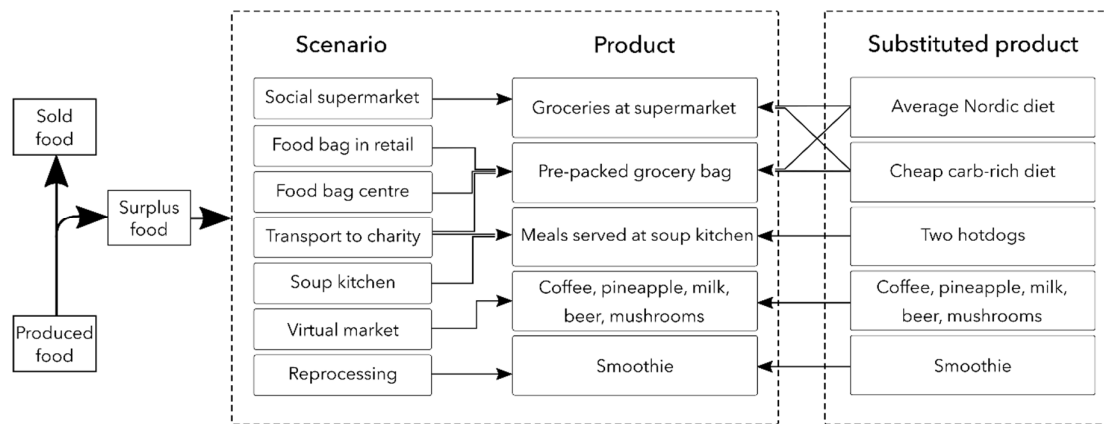 Scenario
Product
Substituted product
Sold
food
Surplus
food
Produced
food
Social supermarket
Food bag in retail
Food bag centre
Transport to charity
Soup kitchen
Virtual market
Reprocessing
Groceries at supermarket
Pre-packed grocery bag
Meals served at soup kitchen
Coffee, pineapple, milk,
beer, mushrooms
Smoothie
Average Nordic diet
Cheap carb-rich diet
Two hotdogs
Coffee, pineapple, milk,
beer, mushrooms
Smoothie